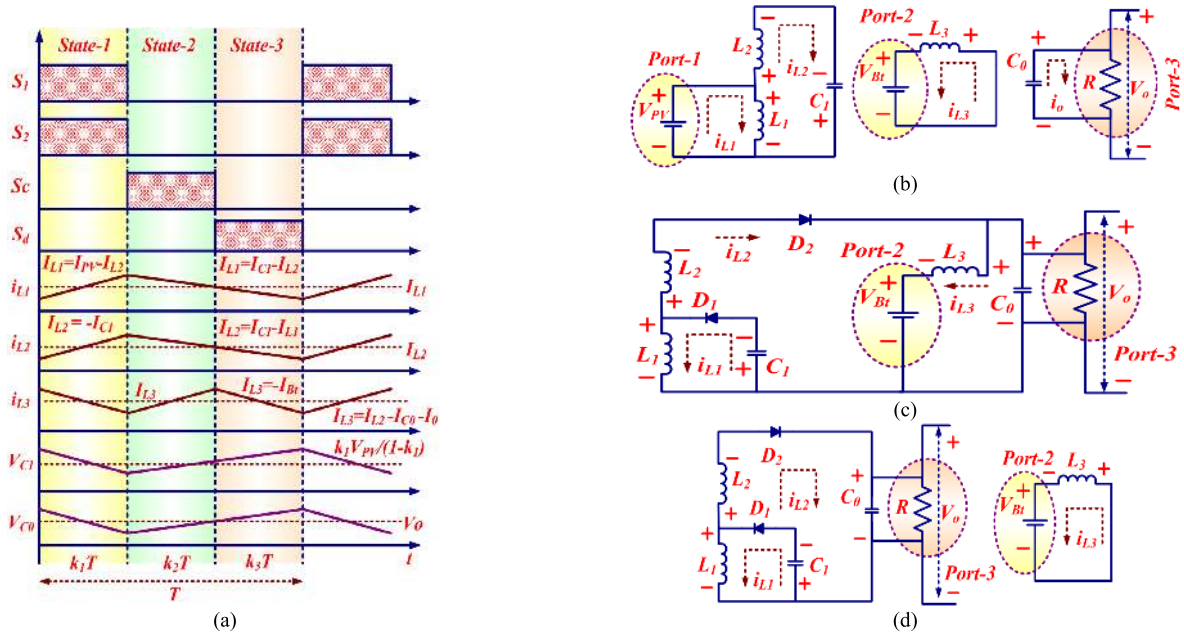 State-1 State-2 State-3
S1
S2
Sc
Sd
IL1=IPV-IL2 IL1=IC1-IL2
iL1 IL1
IL2 = -IC1 IL2=IC1-IL1
iL2 IL2
IL3 IL3=-IBt
iL3
IL3=IL2-IC0-I0
k1VPV/(1-k1)
VC1
VC0 Vo
k1T k2T k3T t
T
(a)
Port-1 L2 iL2 C1
+ VPV − iL1 L1
Port-2 L3 VBt iL3
C0 io R Vo Port-3
(b)
iL2 D2 Port-2 L3
L2 VBt iL3 C0 R Vo
D1
L1 iL1 C1 Port-3
(c)
D2
L2 iL2 C0 R Vo
D1
L1 iL1 C1 Port-3
Port-2 L3 VBt iL3
(d)